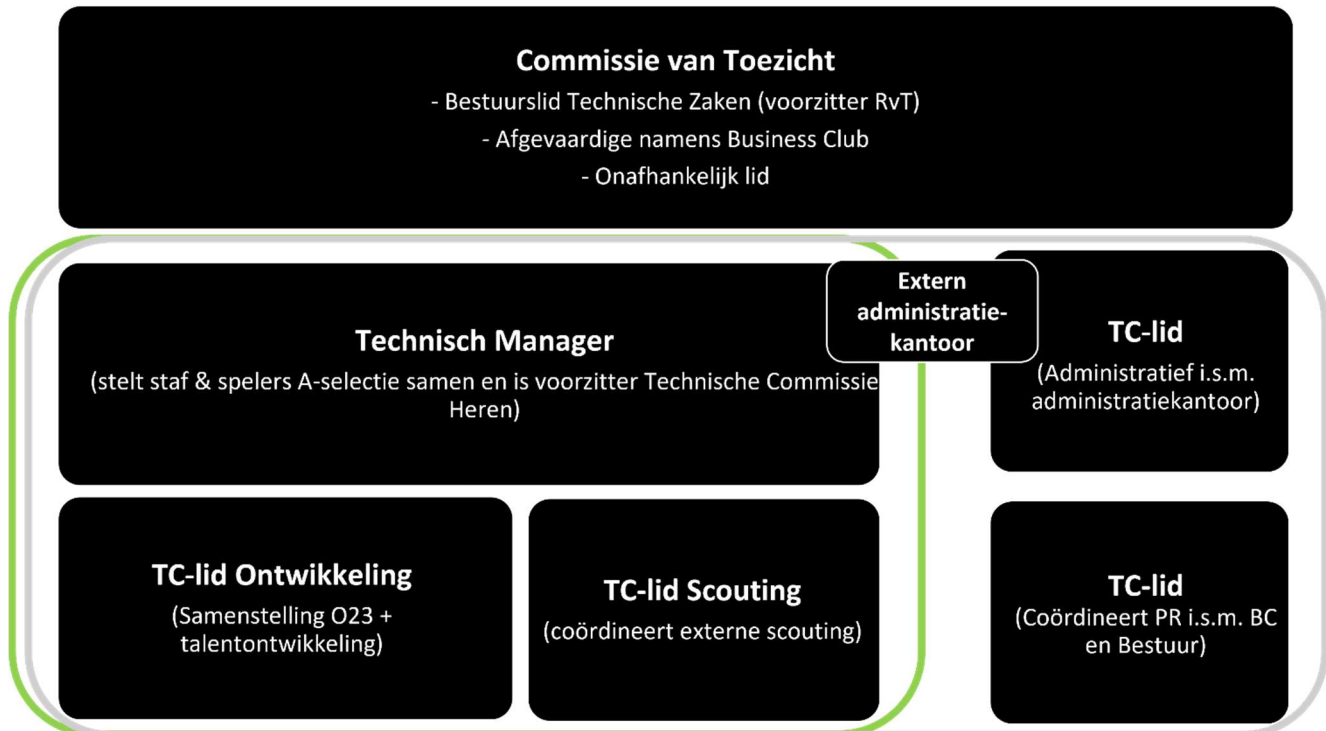 Commissie van Toezicht
- Bestuurslid Technische Zaken (voorzitter RvT)
- Afgevaardige namens Business Club
- Onafhankelijk lid
Technisch Manager
(stelt staf & spelers A-selectie samen en is voorzitter Technische Commissie
Heren)
Extern
administratie-
kantoor
TC-lid
(Administratief i.s.m.
administratiekantoor)
TC-lid Ontwikkeling
(Samenstelling O23 +
talentontwikkeling)
TC-lid Scouting
(coördineert externe scouting)
TC-lid
(Coördineert PR i.s.m. BC
en Bestuur)